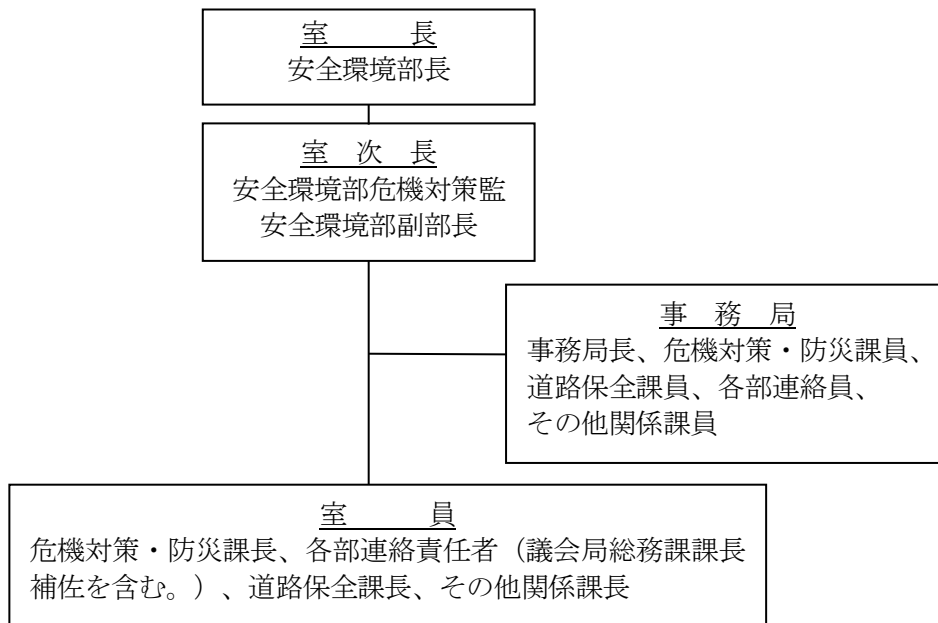 室　　　長
安全環境部長
室　次　長
安全環境部危機対策監
安全環境部副部長
事　務　局
事務局長、危機対策・防災課員、
道路保全課員、各部連絡員、
その他関係課員
室　　　員
危機対策・防災課長、各部連絡責任者（議会局総務課課長
補佐を含む。）、道路保全課長、その他関係課長